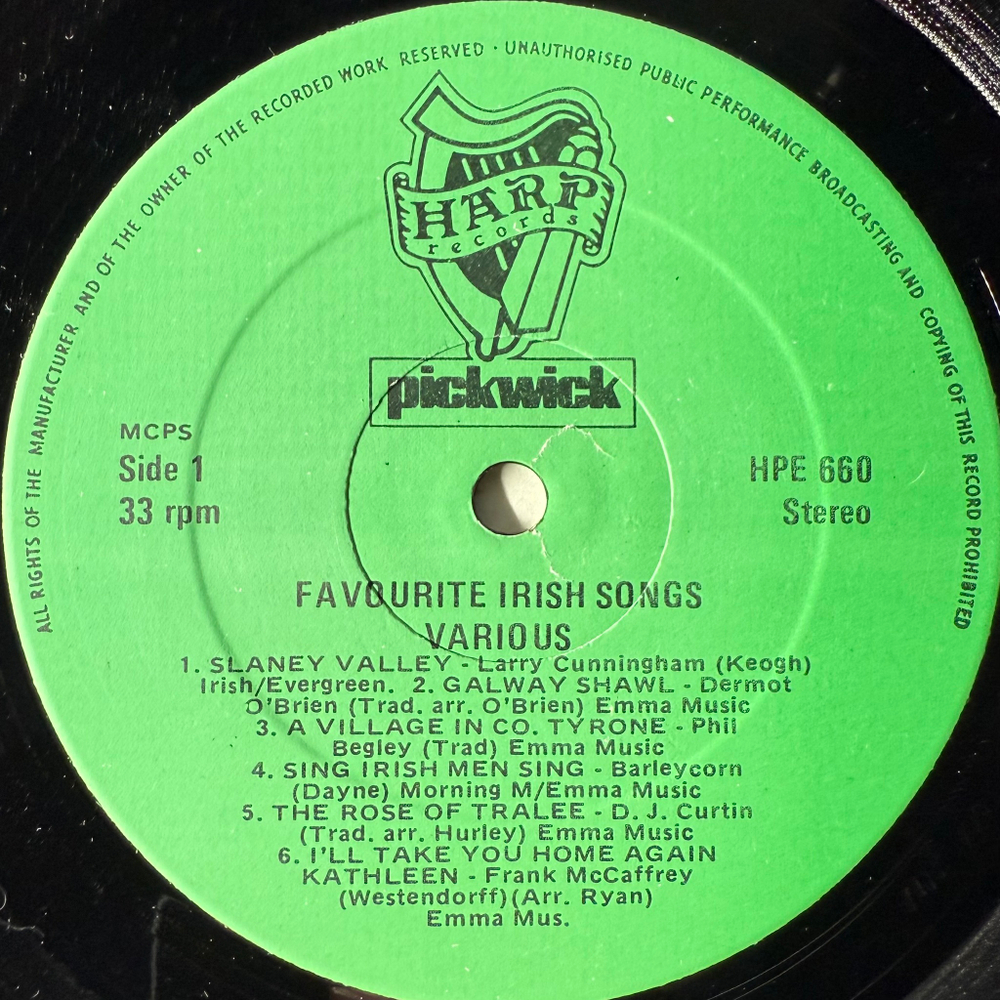 ALL RIGHTS OF THE MANUFACTURER AND OF THE OWNER OF THE RECORDED WORK RESERVED · UNAUTHORISED PUBLIC PERFORMANCE BROADCASTING AND COPYING OF THIS RECORD PROHIBITED
HARP
records
pickwick
MCPS
Side 1
33 rpm
HPE 660
Stereo
FAVOURITE IRISH SONGS
VARIOUS
1. SLANEY VALLEY - Larry Cunningham (Keogh)
Irish/Evergreen. 2. GALWAY SHAWL - Dermot
O'Brien (Trad. arr. O'Brien) Emma Music
3. A VILLAGE IN CO. TYRONE - Phil
Begley (Trad) Emma Music
4. SING IRISH MEN SING - Barleycorn
(Dayne) Morning M/Emma Music
5. THE ROSE OF TRALEE - D. J. Curtin
(Trad. arr. Hurley) Emma Music
6. I'LL TAKE YOU HOME AGAIN
KATHLEEN - Frank McCaffrey
(Westendorff)(Arr. Ryan)
Emma Mus.